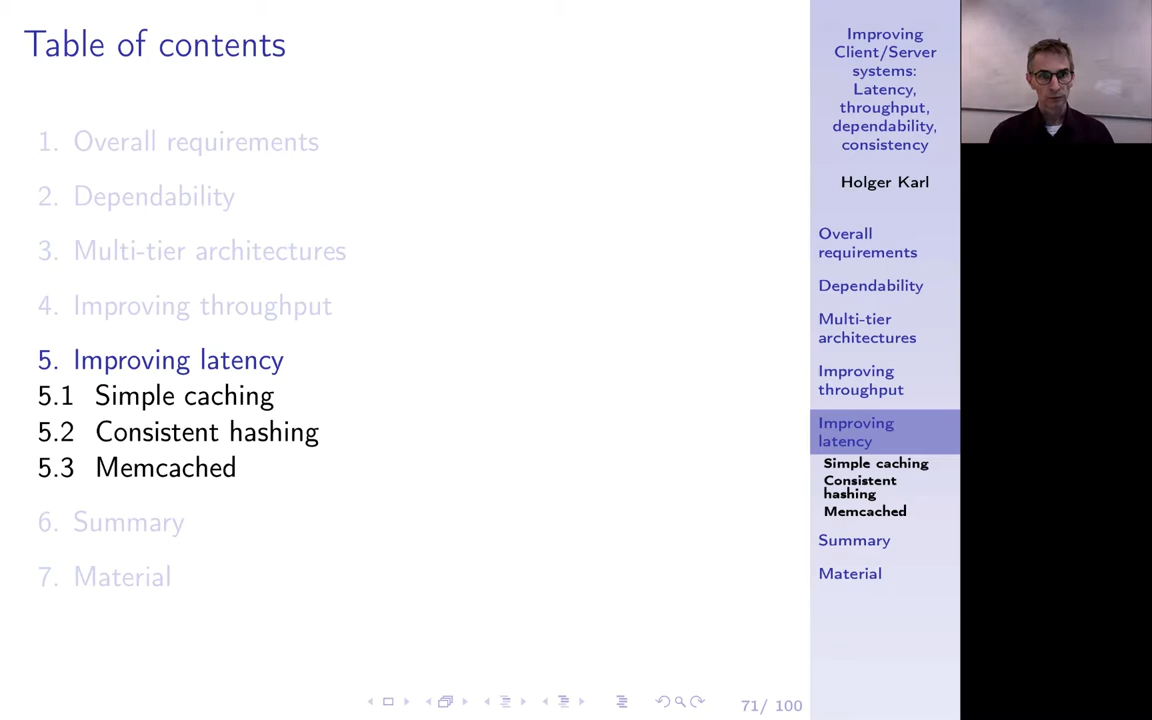 Table of contents
1. Overall requirements
2. Dependability
3. Multi-tier architectures
4. Improving throughput
5. Improving latency
5.1 Simple caching
5.2 Consistent hashing
5.3 Memcached
6. Summary
7. Material
71/ 100
Improving
Client/Server
systems:
Latency,
throughput,
dependability,
consistency
Holger Karl
Overall
requirements
Dependability
Multi-tier
architectures
Improving
throughput
Improving
latency
Simple caching
Consistent
hashing
Memcached
Summary
Material